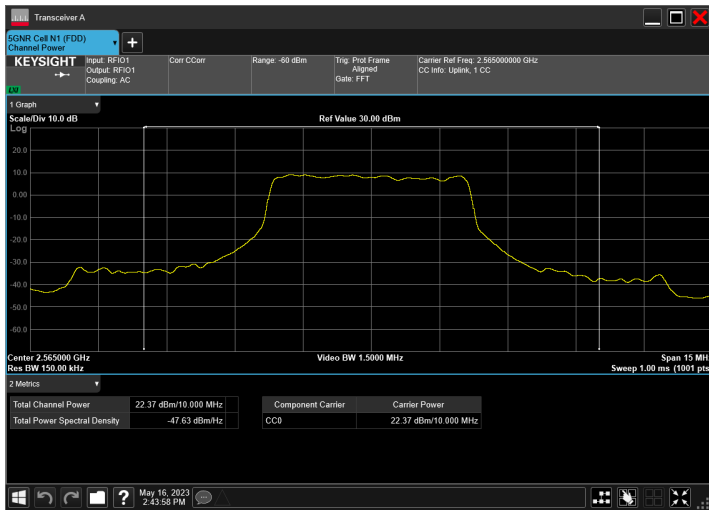 Transceiver A
5GNR Cell N1 (FDD)
Channel Power
KEYSIGHT
Input: RFIO1
Output: RFIO1
Coupling: AC
Corr CCorr
Range: -60 dBm
Trig: Prot Frame
Aligned
Gate: FFT
Carrier Ref Freq: 2.565000000 GHz
CC Info: Uplink, 1 CC
1 Graph
Scale/Div 10.0 dB
Ref Value 30.00 dBm
Log
20.0
10.0
0.00
-10.0
-20.0
-30.0
-40.0
-50.0
-60.0
Center 2.565000 GHz
Video BW 1.5000 MHz
Span 15 MH
Res BW 150.00 kHz
Sweep 1.00 ms (1001 pts
2 Metrics
Total Channel Power 22.37 dBm/10.000 MHz
Total Power Spectral Density -47.63 dBm/Hz
Component Carrier Carrier Power
CC0 22.37 dBm/10.000 MHz
May 16, 2023
2:43:58 PM